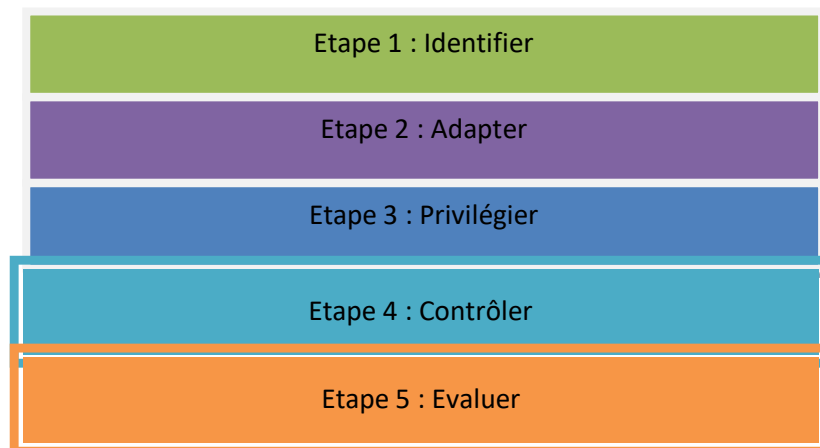 Etape 1 : Identifier
Etape 2 : Adapter
Etape 3 : Privilégier
Etape 4 : Contrôler
Etape 5 : Evaluer